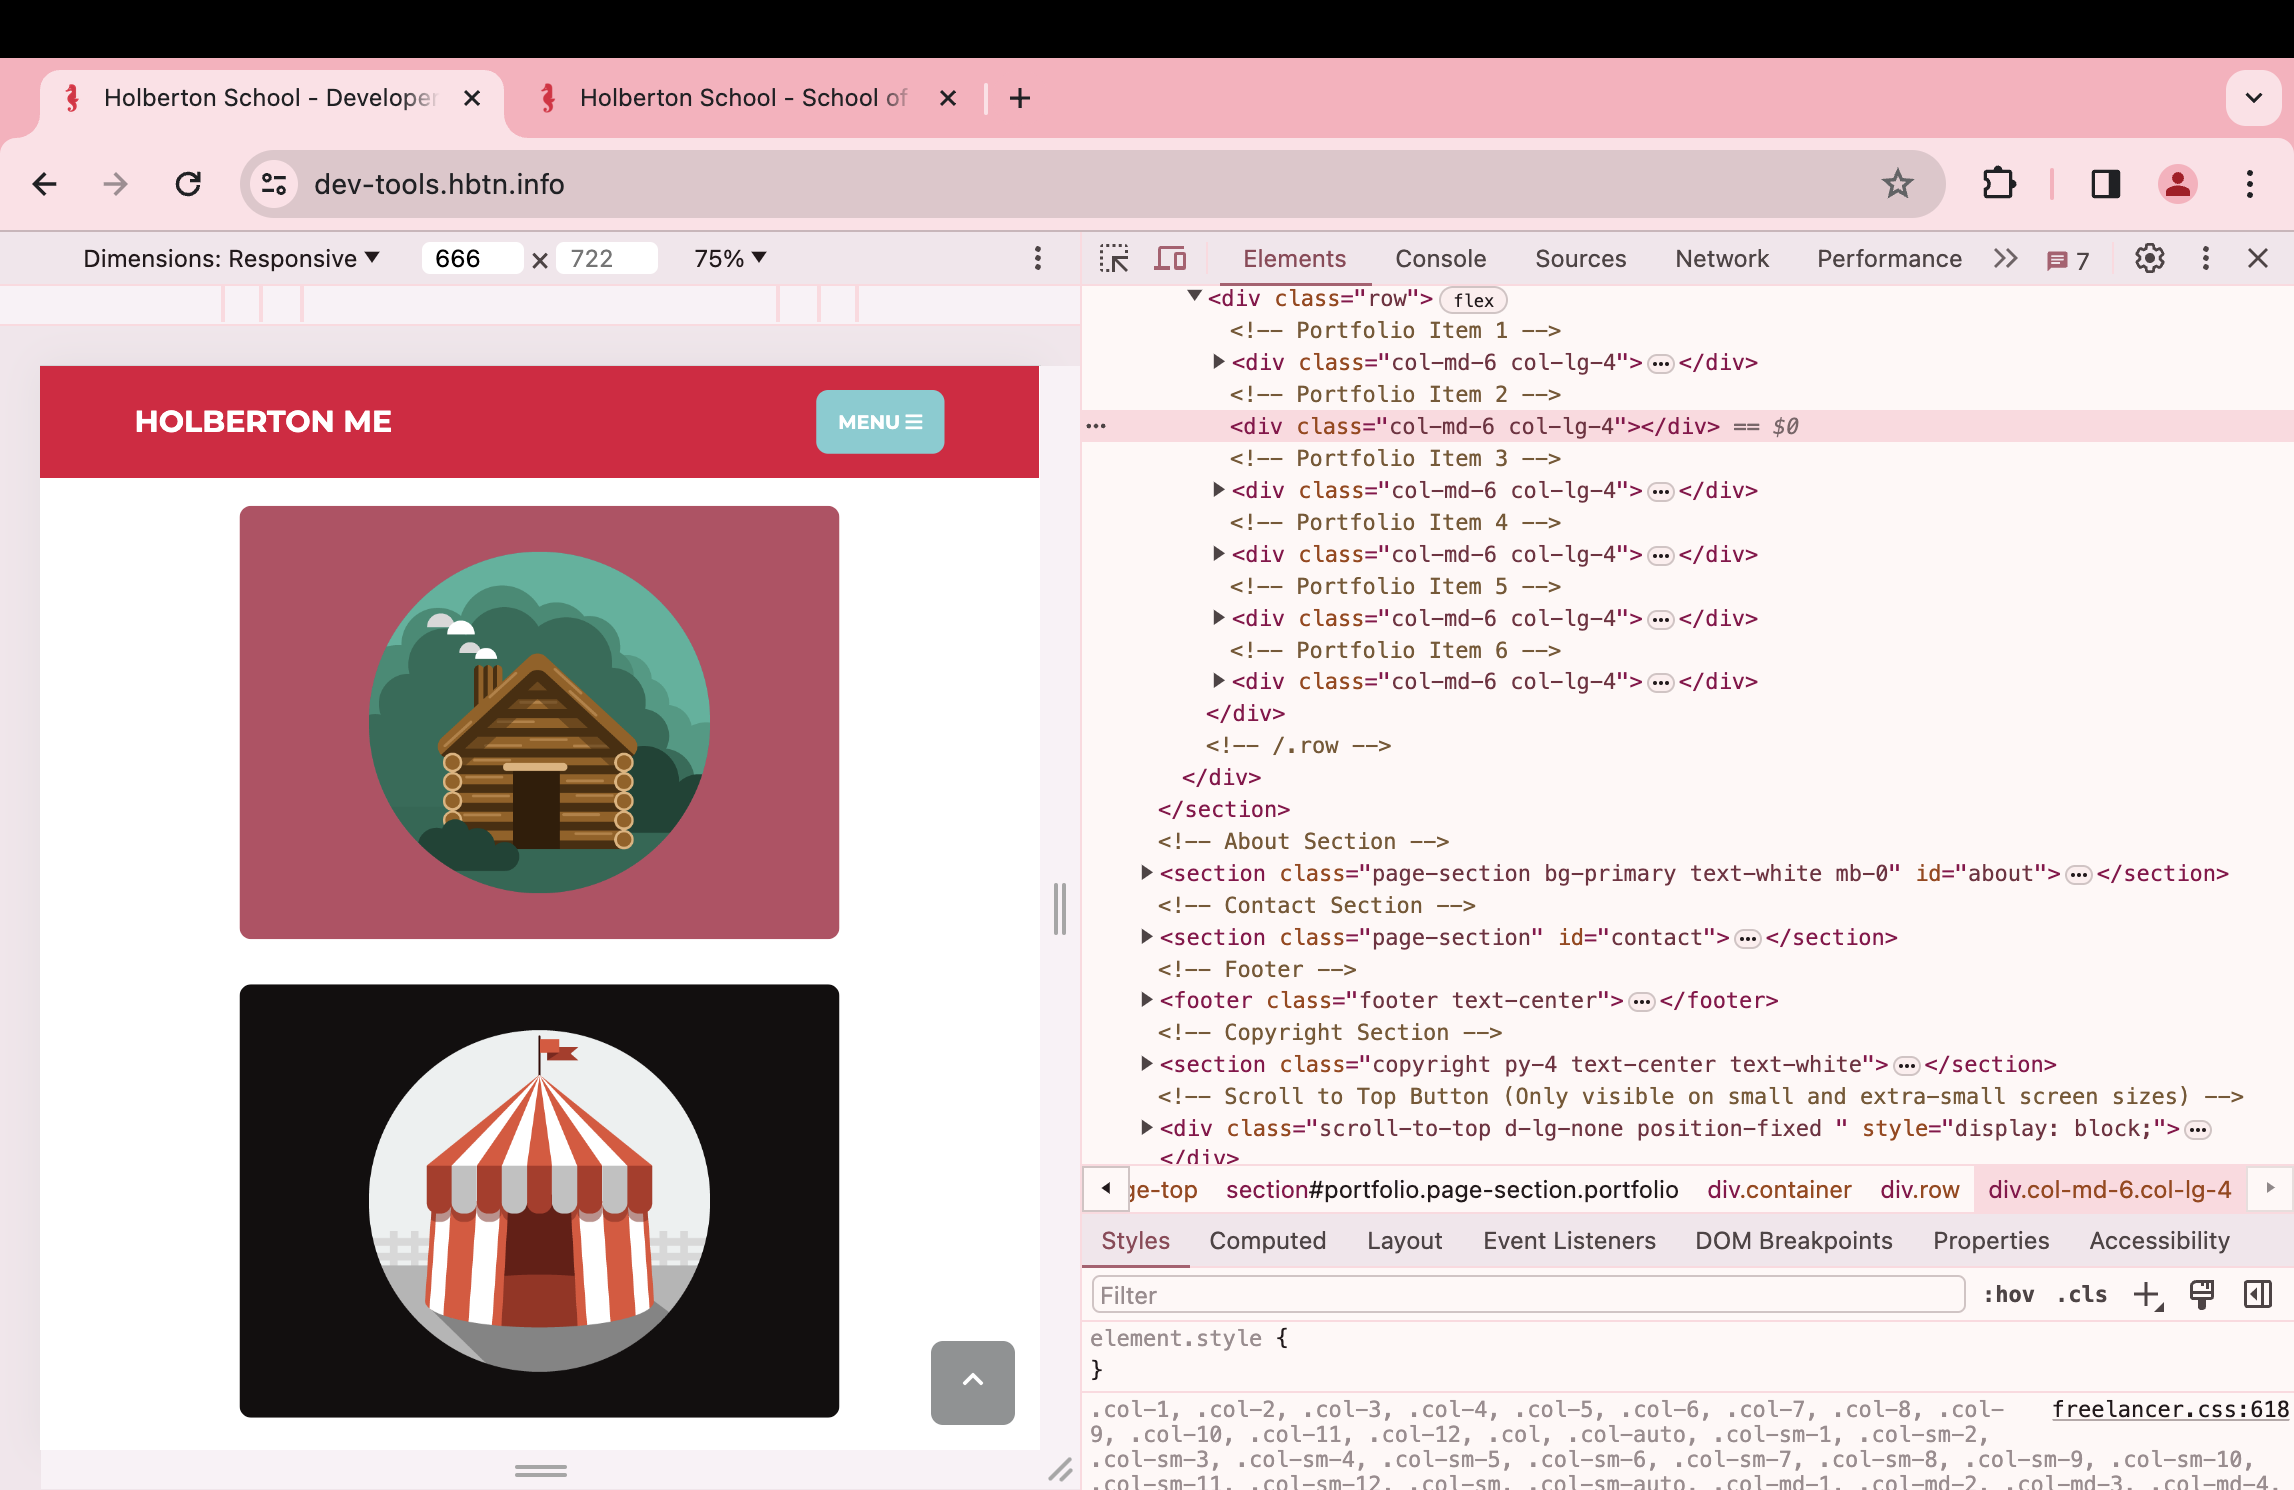 Holberton School - Developer
Holberton School - School of
dev-tools.hbtn.info
Dimensions: Responsive
666 × 722
75%
Elements
Console
Sources
Network
Performance
7
HOLBERTON ME
MENU
<div class="row"> flex
<!-- Portfolio Item 1 -->
<div class="col-md-6 col-lg-4"> </div>
<!-- Portfolio Item 2 -->
<div class="col-md-6 col-lg-4"></div> == $0
<!-- Portfolio Item 3 -->
<div class="col-md-6 col-lg-4"> </div>
<!-- Portfolio Item 4 -->
<div class="col-md-6 col-lg-4"> </div>
<!-- Portfolio Item 5 -->
<div class="col-md-6 col-lg-4"> </div>
<!-- Portfolio Item 6 -->
<div class="col-md-6 col-lg-4"> </div>
</div>
<!-- /.row -->
</div>
</section>
<!-- About Section -->
<section class="page-section bg-primary text-white mb-0" id="about"> </section>
<!-- Contact Section -->
<section class="page-section" id="contact"> </section>
<!-- Footer -->
<footer class="footer text-center"> </footer>
<!-- Copyright Section -->
<section class="copyright py-4 text-center text-white"> </section>
<!-- Scroll to Top Button (Only visible on small and extra-small screen sizes) -->
<div class="scroll-to-top d-lg-none position-fixed " style="display: block;">
</div>
ge-top section#portfolio.page-section.portfolio div.container div.row div.col-md-6.col-lg-4
Styles Computed Layout Event Listeners DOM Breakpoints Properties Accessibility
Filter :hov .cls
element.style {
}
.col-1, .col-2, .col-3, .col-4, .col-5, .col-6, .col-7, .col-8, .col- freelancer.css:618
9, .col-10, .col-11, .col-12, .col, .col-auto, .col-sm-1, .col-sm-2,
.col-sm-3, .col-sm-4, .col-sm-5, .col-sm-6, .col-sm-7, .col-sm-8, .col-sm-9, .col-sm-10,
.col-sm-11, .col-sm-12, .col-sm, .col-sm-auto, .col-md-1, .col-md-2, .col-md-3, .col-md-4,